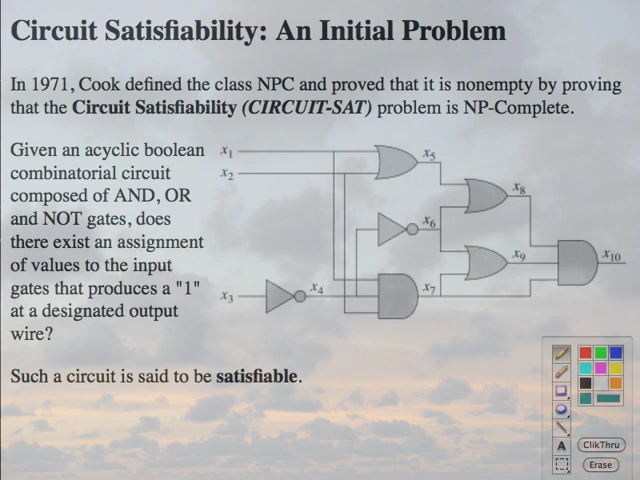 Circuit Satisfiability: An Initial Problem
In 1971, Cook defined the class NPC and proved that it is nonempty by proving
that the Circuit Satisfiability (CIRCUIT-SAT) problem is NP-Complete.
Given an acyclic boolean
combinatorial circuit
composed of AND, OR
and NOT gates, does
there exist an assignment
of values to the input
gates that produces a "1"
at a designated output
wire?
x1
x2
x3
x4
x5
x6
x7
x8
x9
x10
Such a circuit is said to be satisfiable.
A
ClikThru
Erase